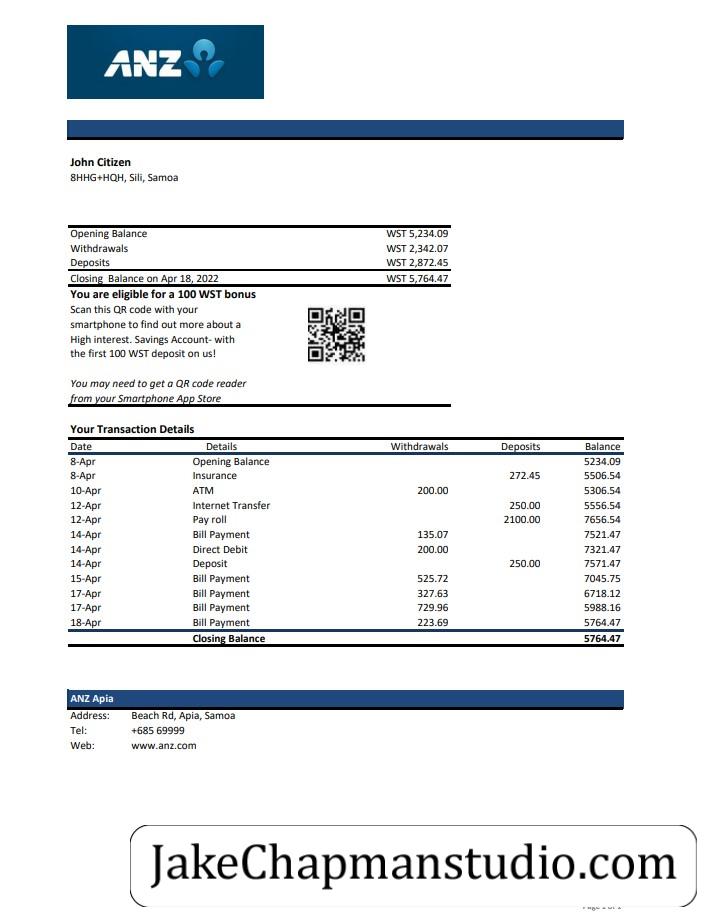 ANZ
John Citizen
8HHG+HQH, Sili, Samoa
Opening Balance WST 5,234.09
Withdrawals WST 2,342.07
Deposits WST 2,872.45
Closing Balance on Apr 18, 2022 WST 5,764.47
You are eligible for a 100 WST bonus
Scan this QR code with your
smartphone to find out more about a
High interest. Savings Account- with
the first 100 WST deposit on us!
You may need to get a QR code reader
from your Smartphone App Store
Your Transaction Details
Date Details Withdrawals Deposits Balance
8-Apr Opening Balance 5234.09
8-Apr Insurance 272.45 5506.54
10-Apr ATM 200.00 5306.54
12-Apr Internet Transfer 250.00 5556.54
12-Apr Pay roll 2100.00 7656.54
14-Apr Bill Payment 135.07 7521.47
14-Apr Direct Debit 200.00 7321.47
14-Apr Deposit 250.00 7571.47
15-Apr Bill Payment 525.72 7045.75
17-Apr Bill Payment 327.63 6718.12
17-Apr Bill Payment 729.96 5988.16
18-Apr Bill Payment 223.69 5764.47
Closing Balance 5764.47
ANZ Apia
Address: Beach Rd, Apia, Samoa
Tel: +685 69999
Web: www.anz.com
JakeChapmanstudio.com